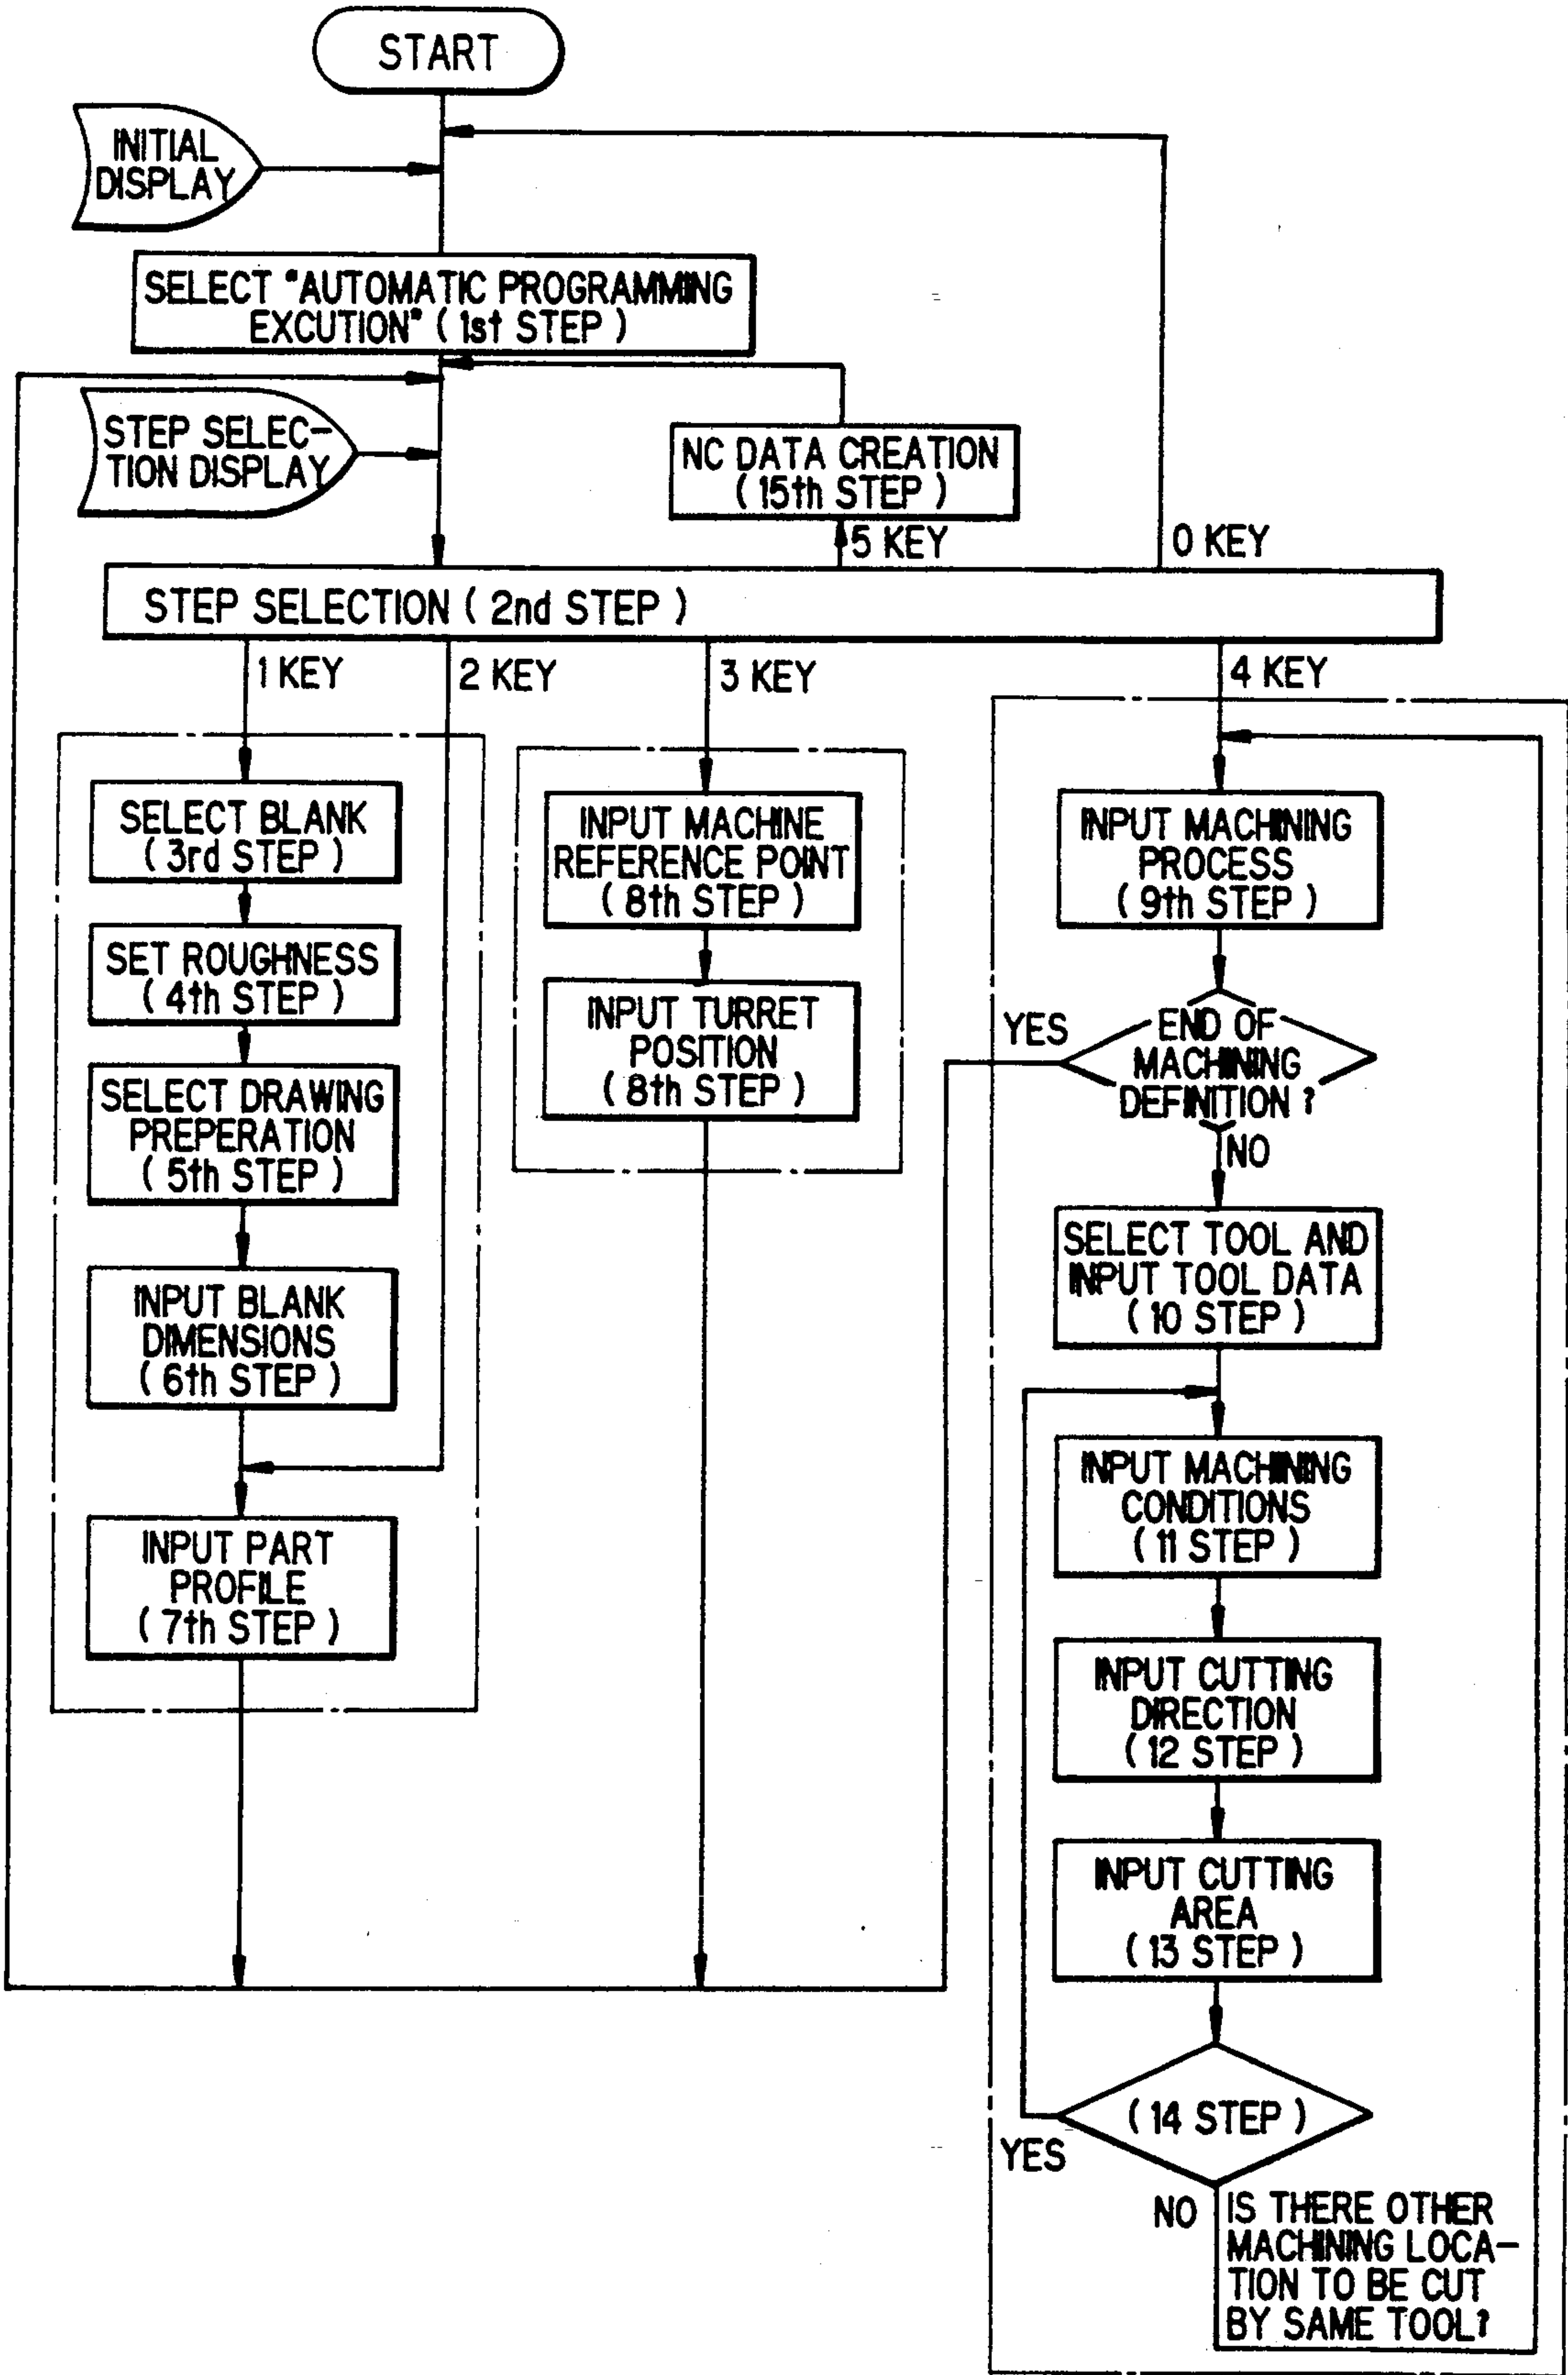 START
INITIAL
DISPLAY
SELECT "AUTOMATIC PROGRAMMING
EXCUTION" ( 1st STEP )
STEP SELEC-
TION DISPLAY
NC DATA CREATION
( 15th STEP )
5 KEY
0 KEY
STEP SELECTION ( 2nd STEP )
1 KEY
2 KEY
3 KEY
4 KEY
SELECT BLANK
( 3rd STEP )
SET ROUGHNESS
( 4th STEP )
SELECT DRAWING
PREPERATION
( 5th STEP )
INPUT BLANK
DIMENSIONS
( 6th STEP )
INPUT PART
PROFILE
( 7th STEP )
INPUT MACHINE
REFERENCE POINT
( 8th STEP )
INPUT TURRET
POSITION
( 8th STEP )
INPUT MACHINING
PROCESS
( 9th STEP )
YES
END OF
MACHINING
DEFINITION ?
NO
SELECT TOOL AND
INPUT TOOL DATA
( 10 STEP )
INPUT MACHINING
CONDITIONS
( 11 STEP )
INPUT CUTTING
DIRECTION
( 12 STEP )
INPUT CUTTING
AREA
( 13 STEP )
( 14 STEP )
YES
NO
IS THERE OTHER
MACHINING LOCA-
TION TO BE CUT
BY SAME TOOL?